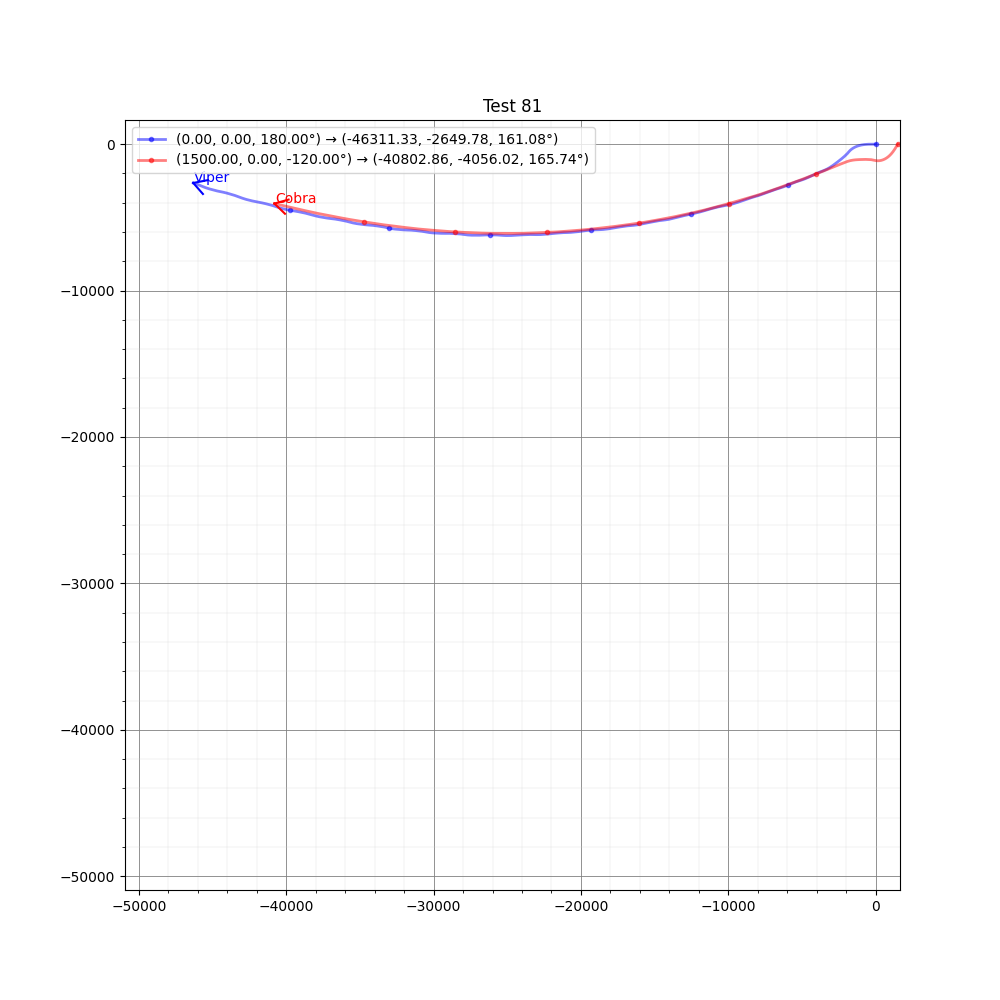 Test 81
(0.00, 0.00, 180.00°) → (-46311.33, -2649.78, 161.08°)
(1500.00, 0.00, -120.00°) → (-40802.86, -4056.02, 165.74°)
Viper
Cobra
0
−10000
−20000
−30000
−40000
−50000
−50000 −40000 −30000 −20000 −10000 0